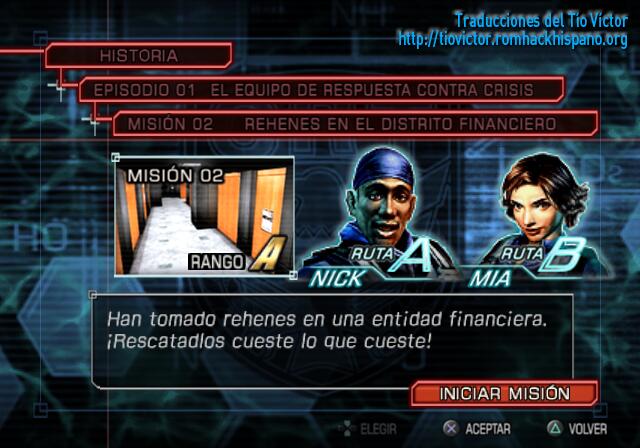 Traducciones del Tío Víctor
http://tiovictor.romhackhispano.org
HISTORIA
EPISODIO 01 EL EQUIPO DE RESPUESTA CONTRA CRISIS
MISIÓN 02 REHENES EN EL DISTRITO FINANCIERO
MISIÓN 02
RANGO A
RUTA A
NICK
RUTA B
MIA
Han tomado rehenes en una entidad financiera.
¡Rescatadlos cueste lo que cueste!
INICIAR MISIÓN
ELEGIR ACEPTAR VOLVER